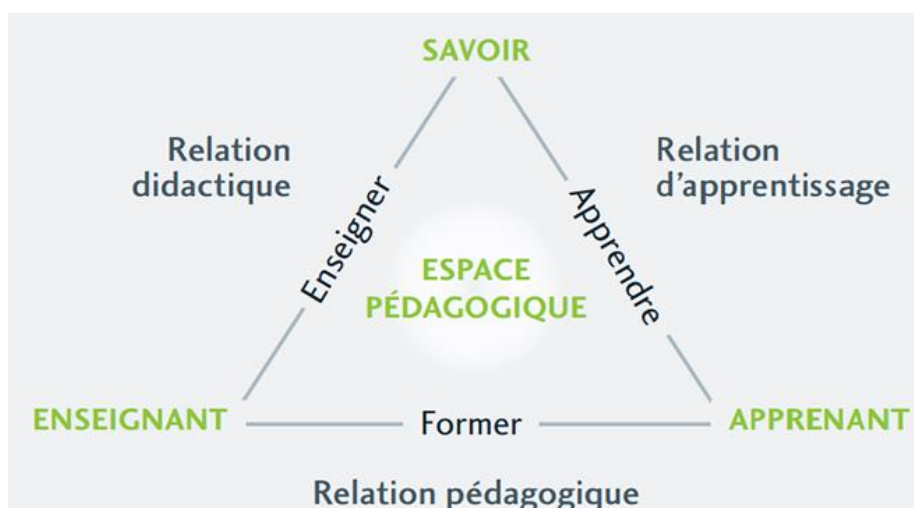 SAVOIR
Relation
didactique
Relation
d'apprentissage
Enseigner
Apprendre
ESPACE
PÉDAGOGIQUE
ENSEIGNANT
Former
APPRENANT
Relation pédagogique